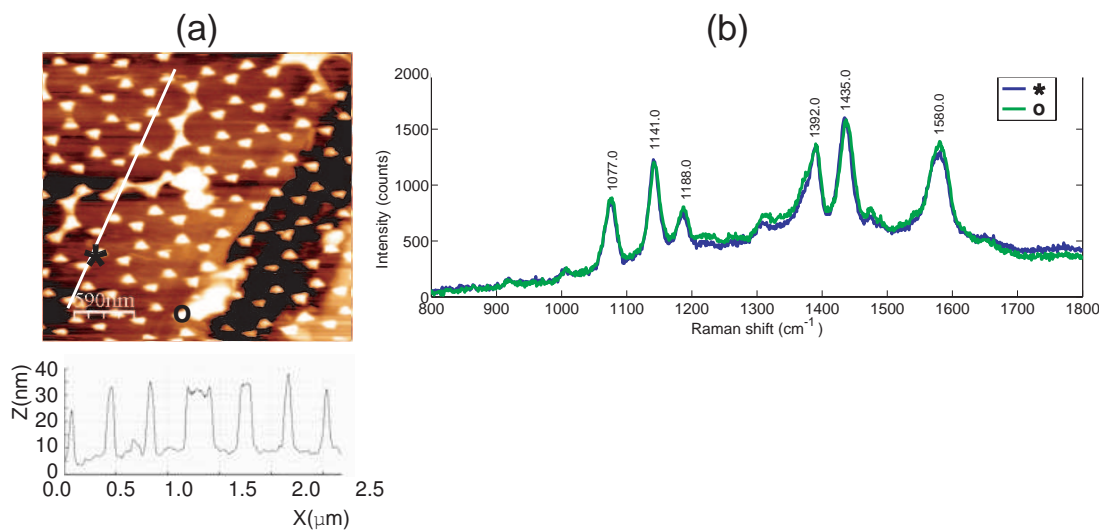 (a)
(b)
*
590nm
o
Z(nm)
40
30
20
10
0
0.0 0.5 1.0 1.5 2.0 2.5
X(μm)
2000
1500
1000
500
0
Intensity (counts)
1077.0
1141.0
1188.0
1392.0
1435.0
1580.0
*
o
800 900 1000 1100 1200 1300 1400 1500 1600 1700 1800
Raman shift (cm⁻¹)